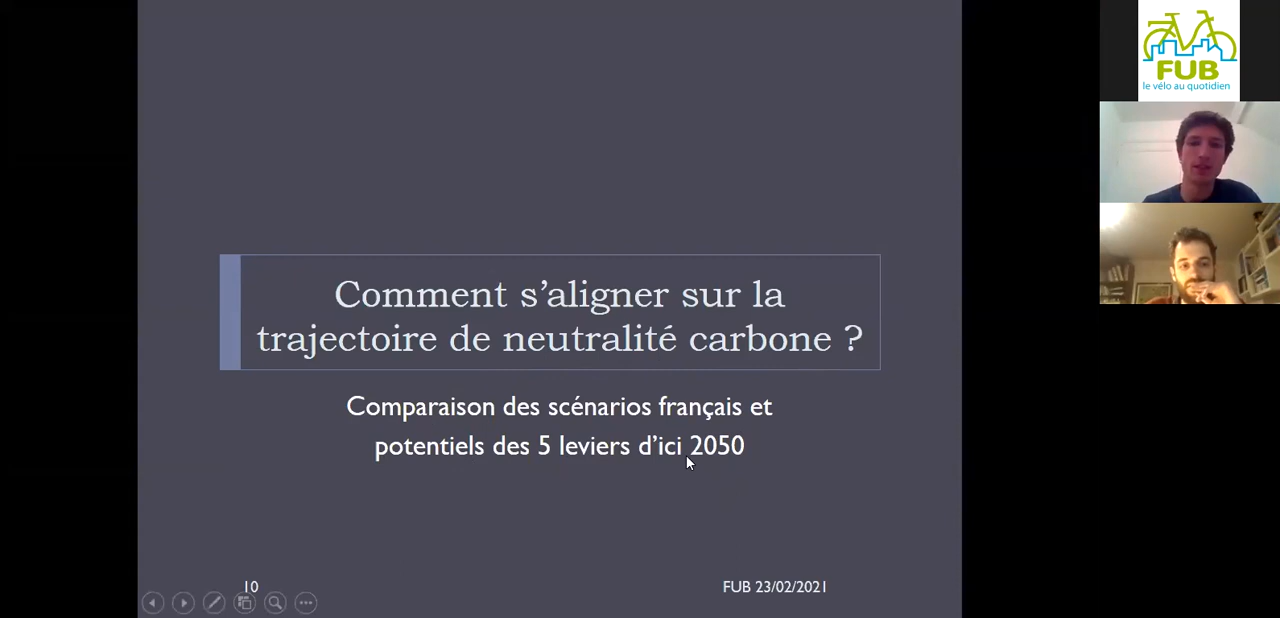 Comment s’aligner sur la
trajectoire de neutralité carbone ?
Comparaison des scénarios français et
potentiels des 5 leviers d’ici 2050
10
FUB 23/02/2021
FUB
le vélo au quotidien